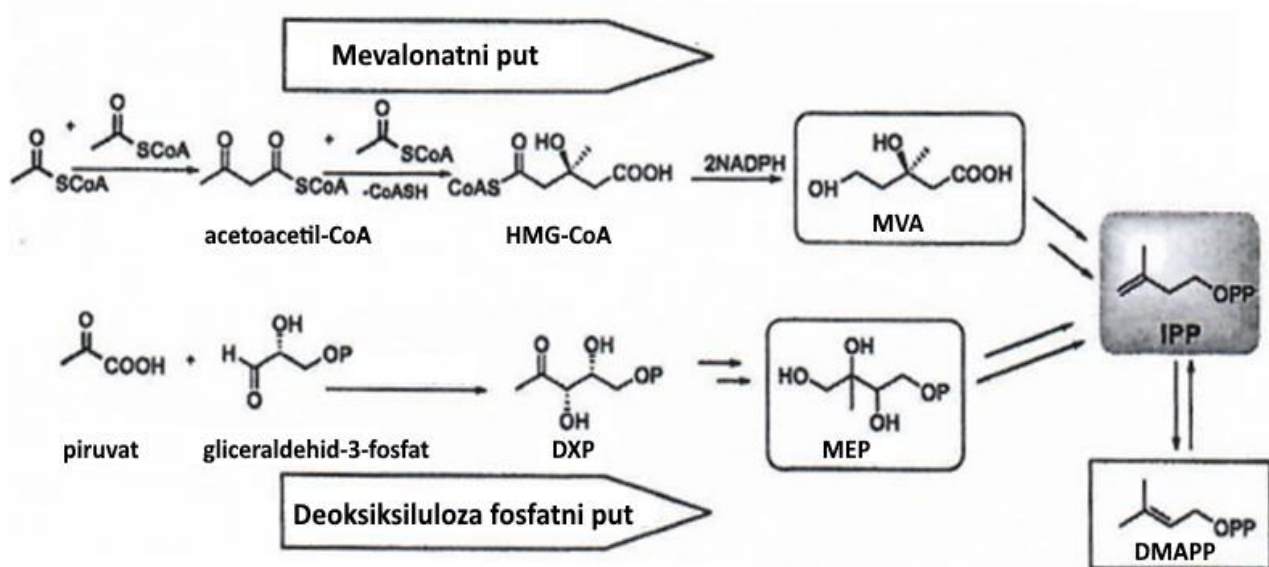 Mevalonatni put
O
+ O
SCoA
SCoA
O O
SCoA
+ O
SCoA
-CoASH
O HO
CoAS COOH
2NADPH
HO
OH COOH
acetoacetil-CoA
HMG-CoA
MVA
OPP
IPP
O
COOH
+
OH
H OP
O
O OH
OP
OH
OH
HO OP
OH
piruvat
gliceraldehid-3-fosfat
DXP
MEP
Deoksiksiluloza fosfatni put
OPP
DMAPP